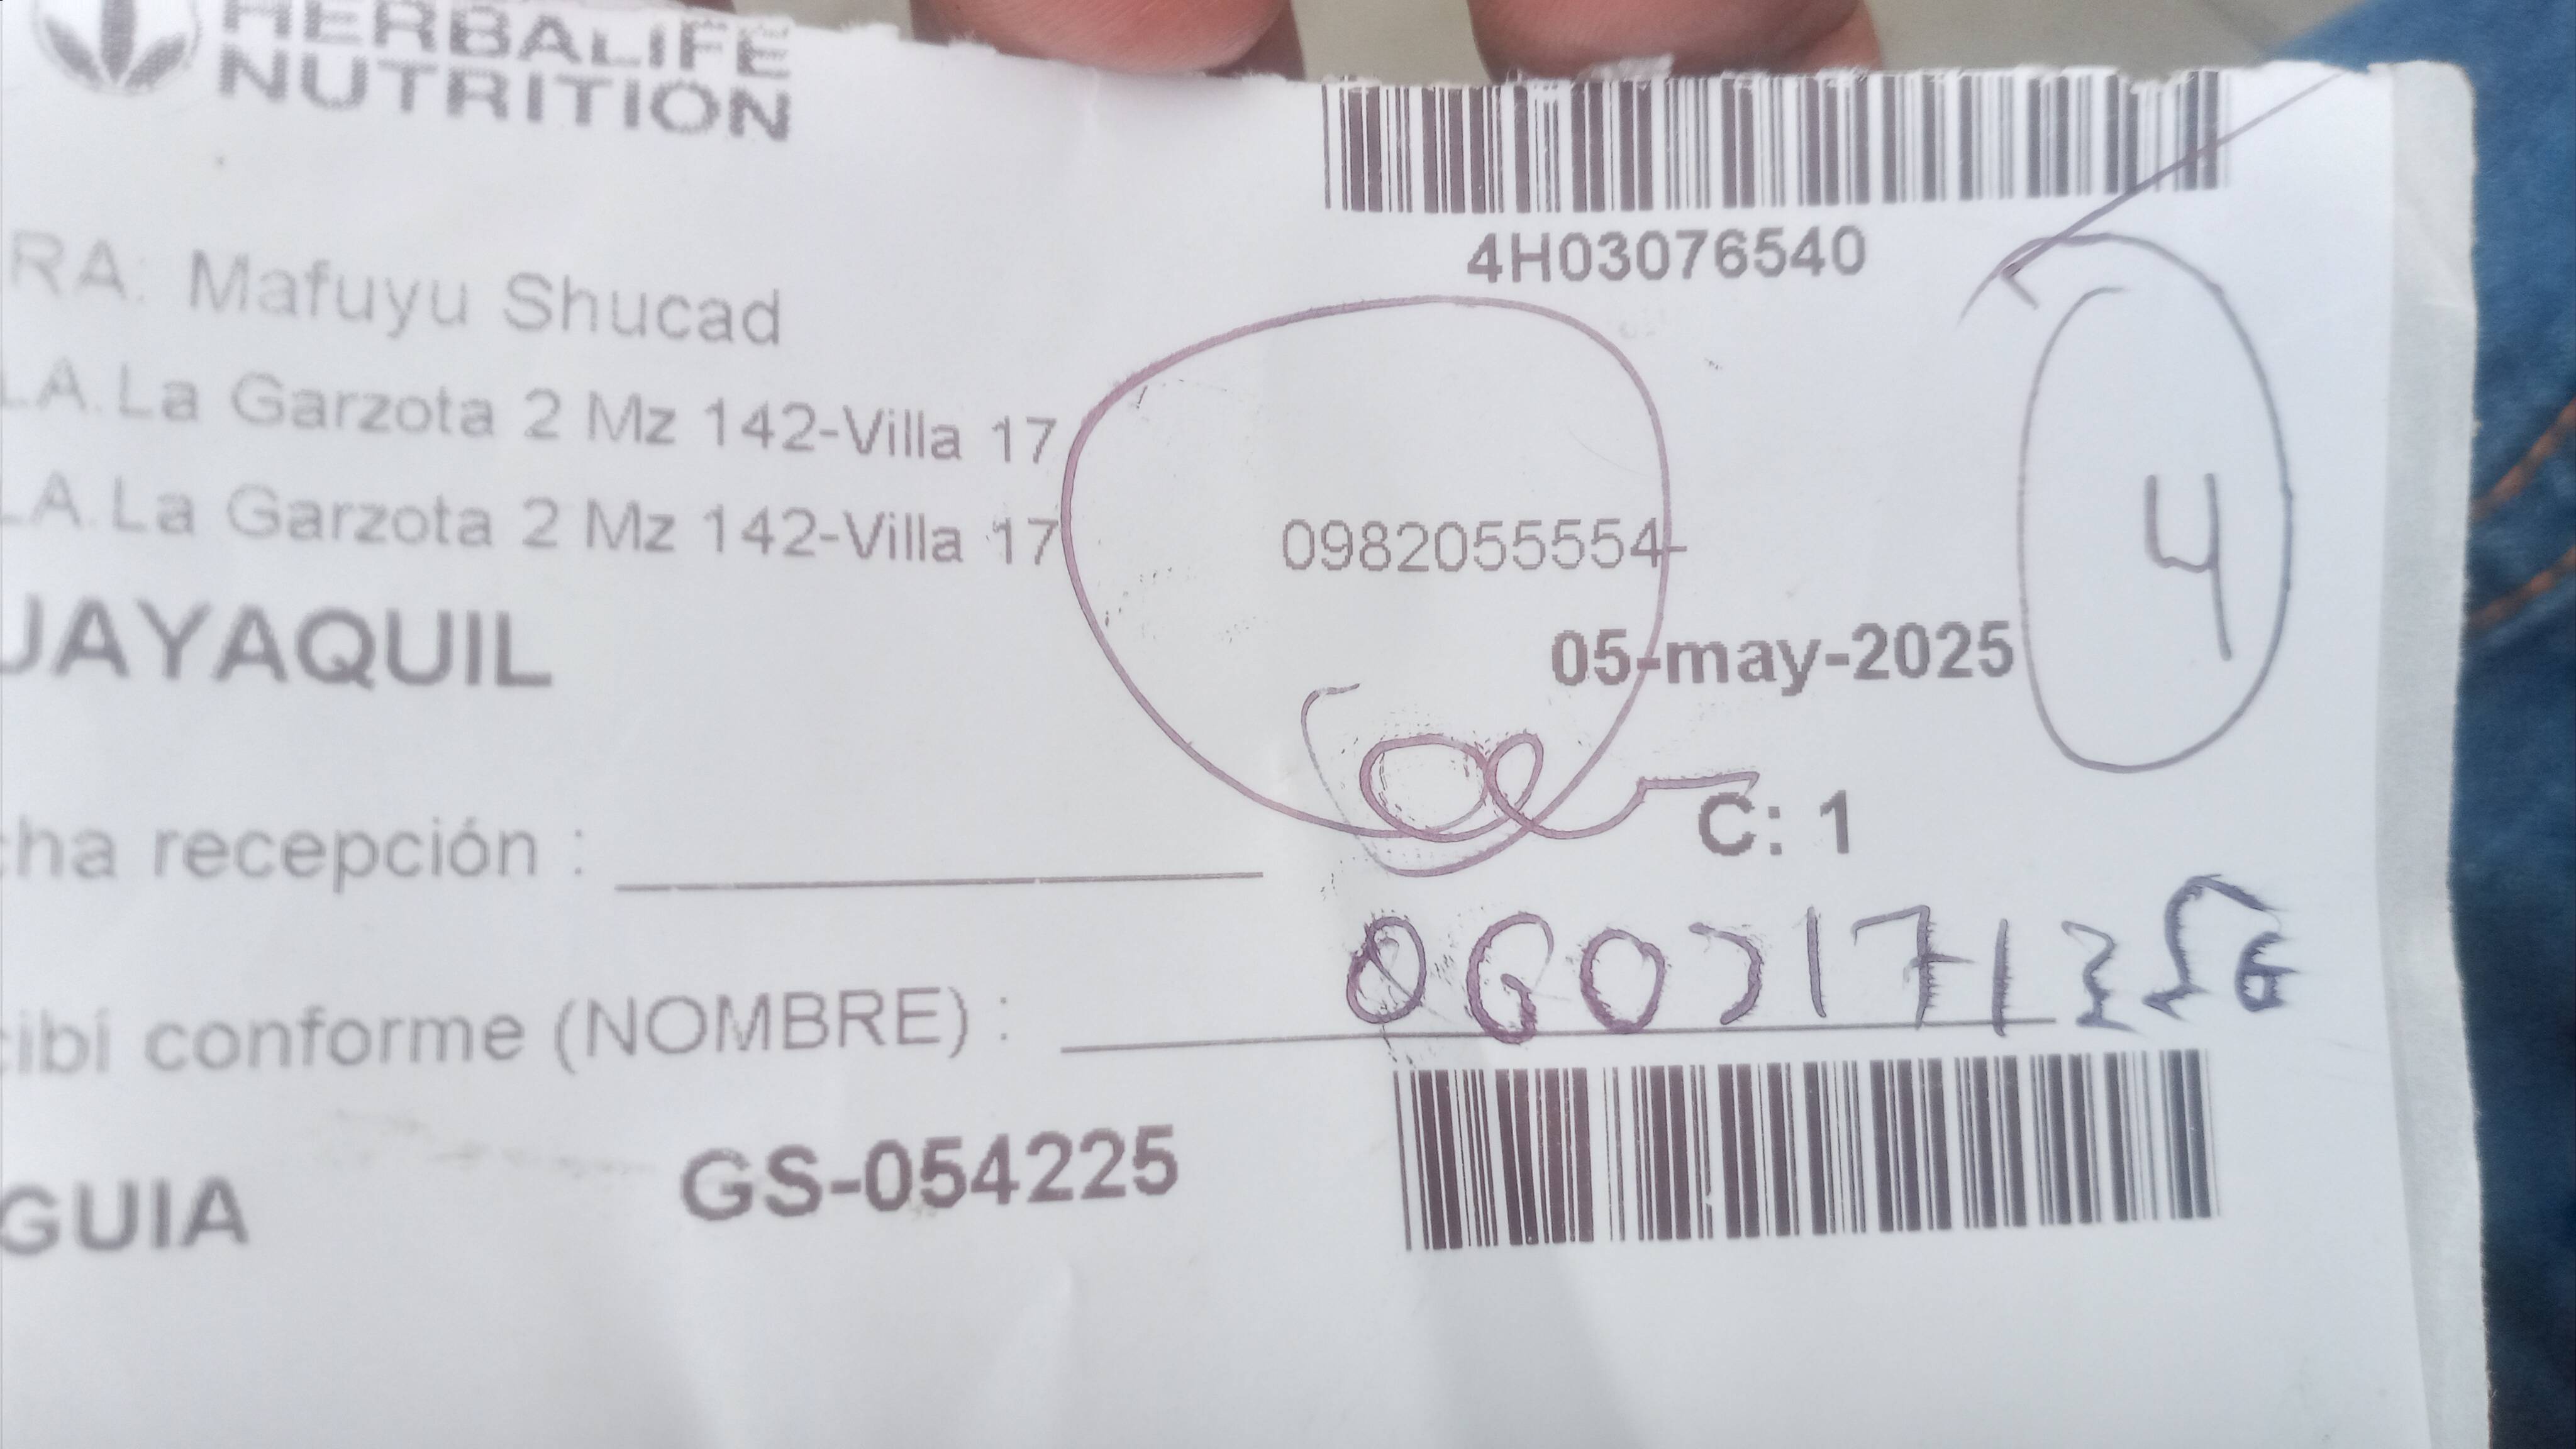 HERBALIFE
NUTRITION
4H03076540
RA: Mafuyu Shucad
LA.La Garzota 2 Mz 142-Villa 17
LA.La Garzota 2 Mz 142-Villa 17
0982055554-
4
UAYAQUIL
05-may-2025
cha recepción :
C: 1
cibí conforme (NOMBRE) :
GUIA
GS-054225